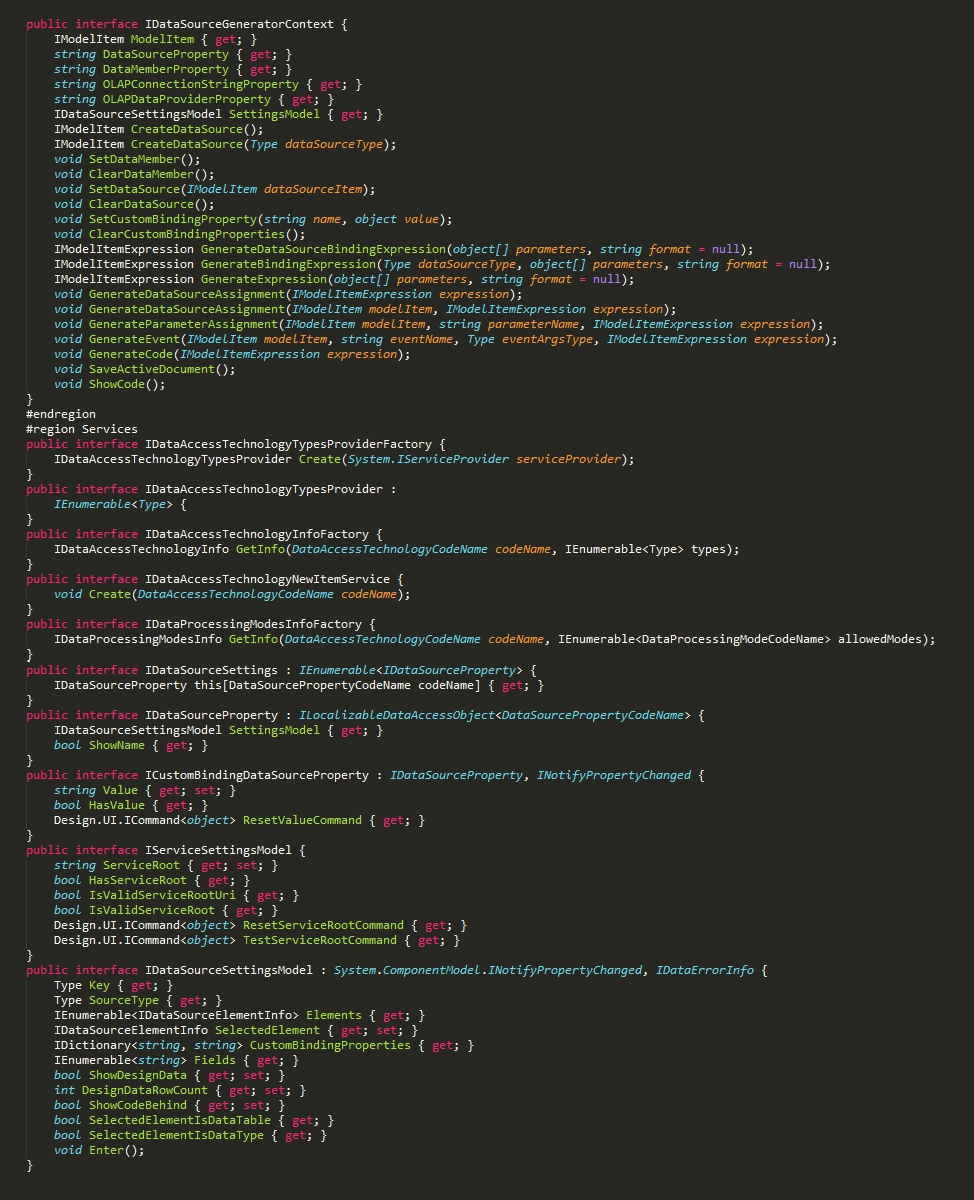 public interface IDataSourceGeneratorContext {
    IModelItem ModelItem { get; }
    string DataSourceProperty { get; }
    string DataMemberProperty { get; }
    string OLAPConnectionStringProperty { get; }
    string OLAPDataProviderProperty { get; }
    IDataSourceSettingsModel SettingsModel { get; }
    IModelItem CreateDataSource();
    IModelItem CreateDataSource(Type dataSourceType);
    void SetDataMember();
    void ClearDataMember();
    void SetDataSource(IModelItem dataSourceItem);
    void ClearDataSource();
    void SetCustomBindingProperty(string name, object value);
    void ClearCustomBindingProperties();
    IModelItemExpression GenerateDataSourceBindingExpression(object[] parameters, string format = null);
    IModelItemExpression GenerateBindingExpression(Type dataSourceType, object[] parameters, string format = null);
    IModelItemExpression GenerateExpression(object[] parameters, string format = null);
    void GenerateDataSourceAssignment(IModelItemExpression expression);
    void GenerateDataSourceAssignment(IModelItem modelItem, IModelItemExpression expression);
    void GenerateParameterAssignment(IModelItem modelItem, string parameterName, IModelItemExpression expression);
    void GenerateEvent(IModelItem modelItem, string eventName, Type eventArgsType, IModelItemExpression expression);
    void GenerateCode(IModelItemExpression expression);
    void SaveActiveDocument();
    void ShowCode();
}
#endregion
#region Services
public interface IDataAccessTechnologyTypesProviderFactory {
    IDataAccessTechnologyTypesProvider Create(System.IServiceProvider serviceProvider);
}
public interface IDataAccessTechnologyTypesProvider :
    IEnumerable<Type> {
}
public interface IDataAccessTechnologyInfoFactory {
    IDataAccessTechnologyInfo GetInfo(DataAccessTechnologyCodeName codeName, IEnumerable<Type> types);
}
public interface IDataAccessTechnologyNewItemService {
    void Create(DataAccessTechnologyCodeName codeName);
}
public interface IDataProcessingModesInfoFactory {
    IDataProcessingModesInfo GetInfo(DataAccessTechnologyCodeName codeName, IEnumerable<DataProcessingModeCodeName> allowedModes);
}
public interface IDataSourceSettings : IEnumerable<IDataSourceProperty> {
    IDataSourceProperty this[DataSourcePropertyCodeName codeName] { get; }
}
public interface IDataSourceProperty : ILocalizableDataAccessObject<DataSourcePropertyCodeName> {
    IDataSourceSettingsModel SettingsModel { get; }
    bool ShowName { get; }
}
public interface ICustomBindingDataSourceProperty : IDataSourceProperty, INotifyPropertyChanged {
    string Value { get; set; }
    bool HasValue { get; }
    Design.UI.ICommand<object> ResetValueCommand { get; }
}
public interface IServiceSettingsModel {
    string ServiceRoot { get; set; }
    bool HasServiceRoot { get; }
    bool IsValidServiceRootUri { get; }
    bool IsValidServiceRoot { get; }
    Design.UI.ICommand<object> ResetServiceRootCommand { get; }
    Design.UI.ICommand<object> TestServiceRootCommand { get; }
}
public interface IDataSourceSettingsModel : System.ComponentModel.INotifyPropertyChanged, IDataErrorInfo {
    Type Key { get; }
    Type SourceType { get; }
    IEnumerable<IDataSourceElementInfo> Elements { get; }
    IDataSourceElementInfo SelectedElement { get; set; }
    IDictionary<string, string> CustomBindingProperties { get; }
    IEnumerable<string> Fields { get; }
    bool ShowDesignData { get; set; }
    int DesignDataRowCount { get; set; }
    bool ShowCodeBehind { get; set; }
    bool SelectedElementIsDataTable { get; }
    bool SelectedElementIsDataType { get; }
    void Enter();
}